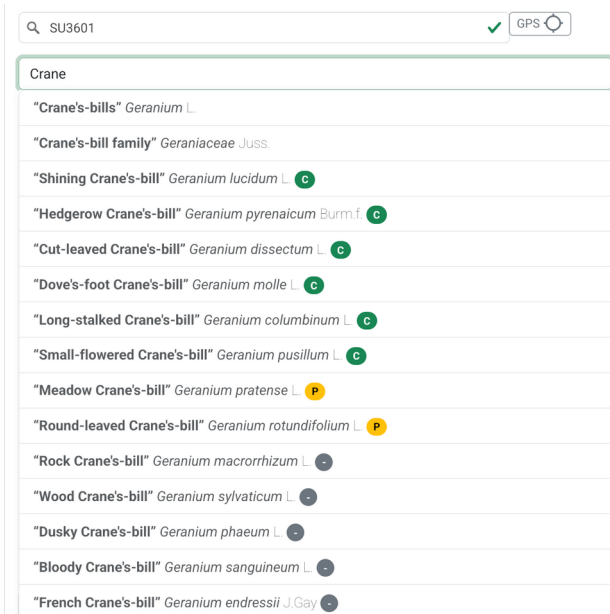 SU3601
GPS
Crane
“Crane's-bills” Geranium L.
“Crane's-bill family” Geraniaceae Juss.
“Shining Crane's-bill” Geranium lucidum L. C
“Hedgerow Crane's-bill” Geranium pyrenaicum Burm.f. C
“Cut-leaved Crane's-bill” Geranium dissectum L. C
“Dove's-foot Crane's-bill” Geranium molle L. C
“Long-stalked Crane's-bill” Geranium columbinum L. C
“Small-flowered Crane's-bill” Geranium pusillum L. C
“Meadow Crane's-bill” Geranium pratense L. P
“Round-leaved Crane's-bill” Geranium rotundifolium L. P
“Rock Crane's-bill” Geranium macrorrhizum L. -
“Wood Crane's-bill” Geranium sylvaticum L. -
“Dusky Crane's-bill” Geranium phaeum L. -
“Bloody Crane's-bill” Geranium sanguineum L. -
“French Crane's-bill” Geranium endressii J.Gay -